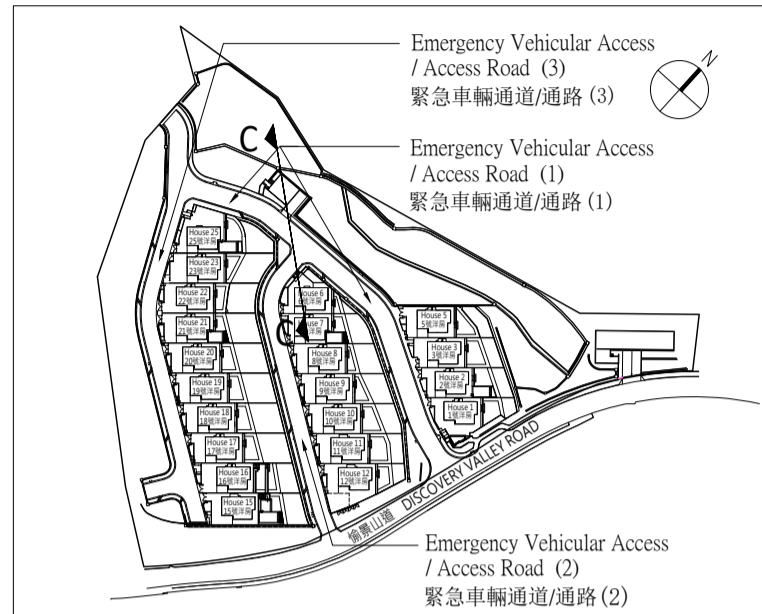 Emergency Vehicular Access
/ Access Road (3)
緊急車輛通道/通路 (3)
N
C
Emergency Vehicular Access
/ Access Road (1)
緊急車輛通道/通路 (1)
House 25
25號洋房
House 23
23號洋房
House 22
22號洋房
House 21
21號洋房
House 20
20號洋房
House 19
19號洋房
House 18
18號洋房
House 17
17號洋房
House 16
16號洋房
House 15
15號洋房
House 6
6號洋房
C
House 7
House 8
8號洋房
House 9
9號洋房
House 10
10號洋房
House 11
11號洋房
House 12
12號洋房
House 5
5號洋房
House 3
3號洋房
House 2
2號洋房
House 1
1號洋房
愉景山道 DISCOVERY VALLEY ROAD
Emergency Vehicular Access
/ Access Road (2)
緊急車輛通道/通路 (2)